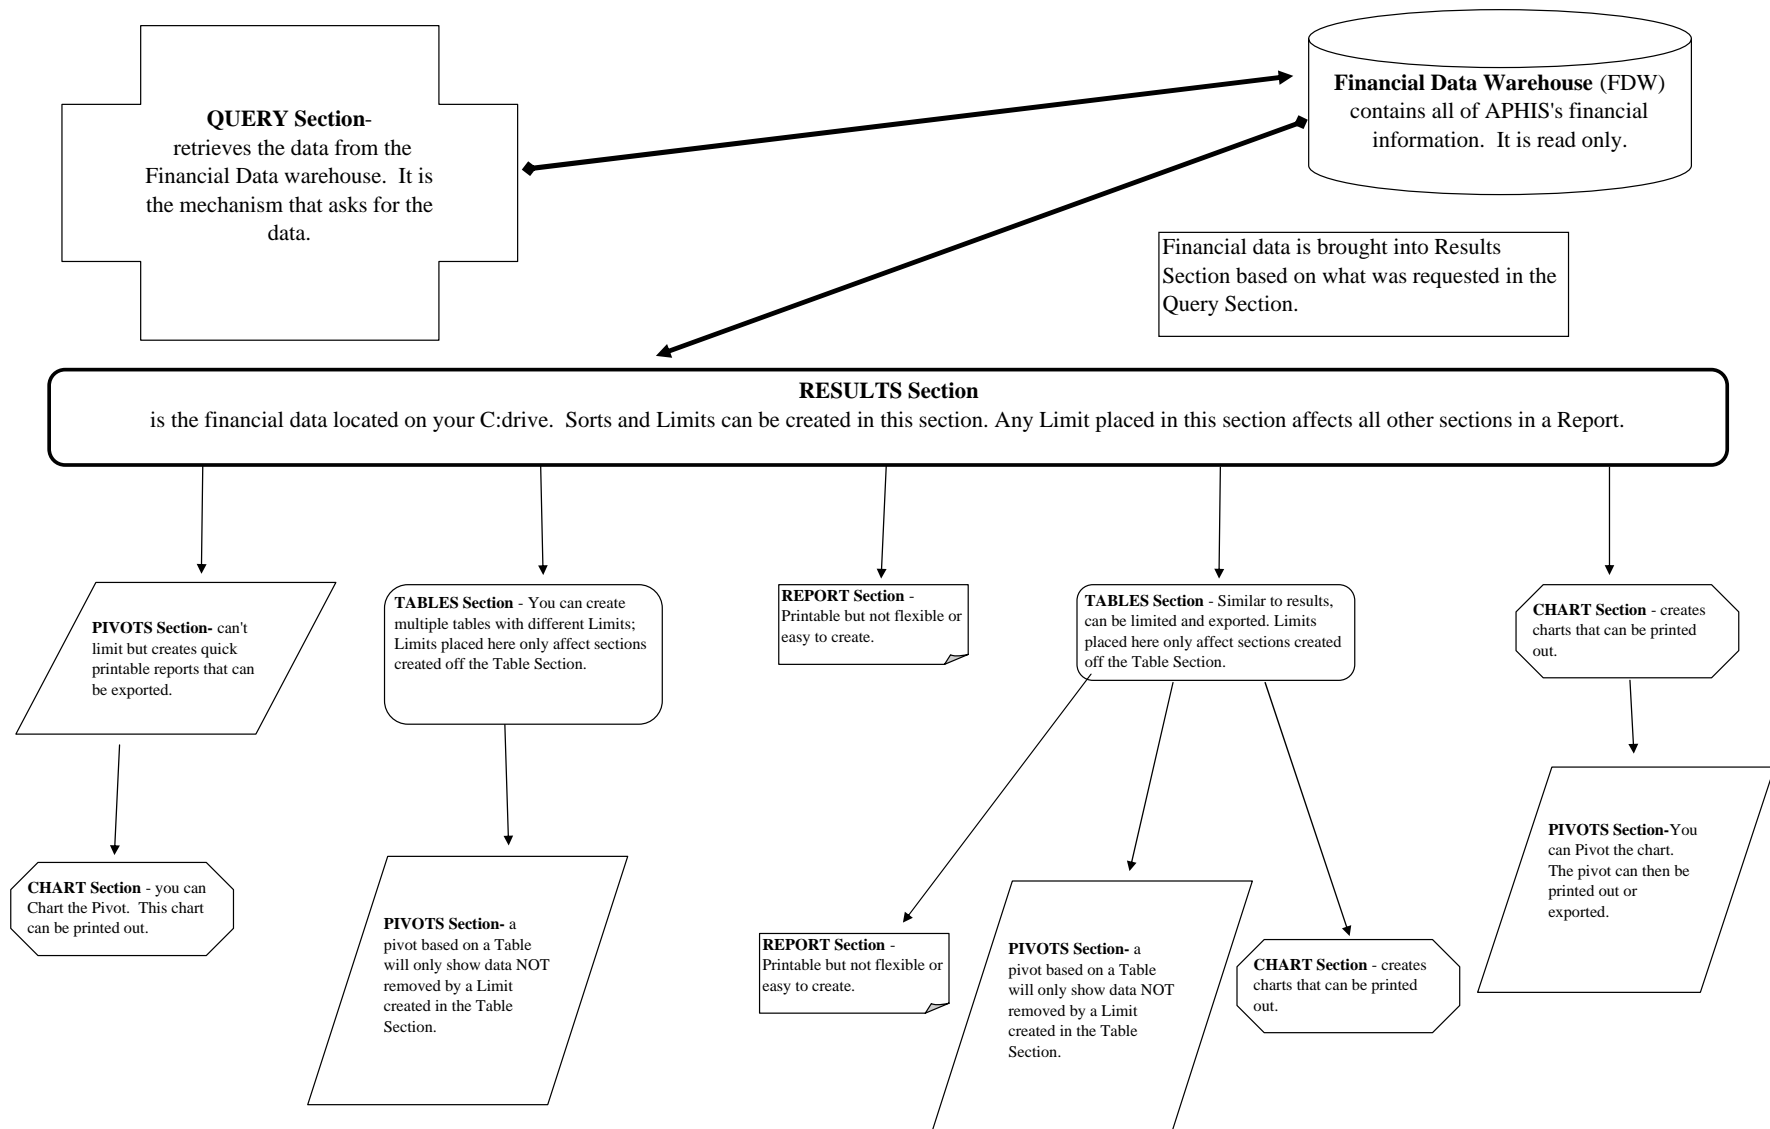 QUERY Section-
retrieves the data from the
Financial Data warehouse.  It is
the mechanism that asks for the
data.
Financial Data Warehouse (FDW)
contains all of APHIS's financial
information.  It is read only.
Financial data is brought into Results
Section based on what was requested in the
Query Section.
RESULTS Section
is the financial data located on your C:drive.  Sorts and Limits can be created in this section. Any Limit placed in this section affects all other sections in a Report.
PIVOTS Section- can't
limit but creates quick
printable reports that can
be exported.
TABLES Section - You can create
multiple tables with different Limits;
Limits placed here only affect sections
created off the Table Section.
REPORT Section -
Printable but not flexible or
easy to create.
TABLES Section - Similar to results,
can be limited and exported. Limits
placed here only affect sections created
off the Table Section.
CHART Section - creates
charts that can be printed
out.
CHART Section - you can
Chart the Pivot.  This chart
can be printed out.
PIVOTS Section- a
pivot based on a Table
will only show data NOT
removed by a Limit
created in the Table
Section.
REPORT Section -
Printable but not flexible or
easy to create.
PIVOTS Section- a
pivot based on a Table
will only show data NOT
removed by a Limit
created in the Table
Section.
CHART Section - creates
charts that can be printed
out.
PIVOTS Section-You
can Pivot the chart.
The pivot can then be
printed out or
exported.